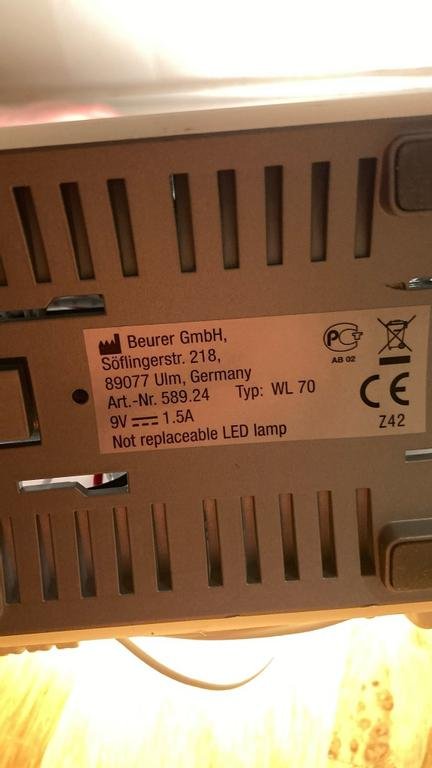 Beurer GmbH,
Söflingerstr. 218,
89077 Ulm, Germany
Art.-Nr. 589.24 Typ: WL 70
9V 1.5A
Not replaceable LED lamp
PCT
AB 02
CE
Z42